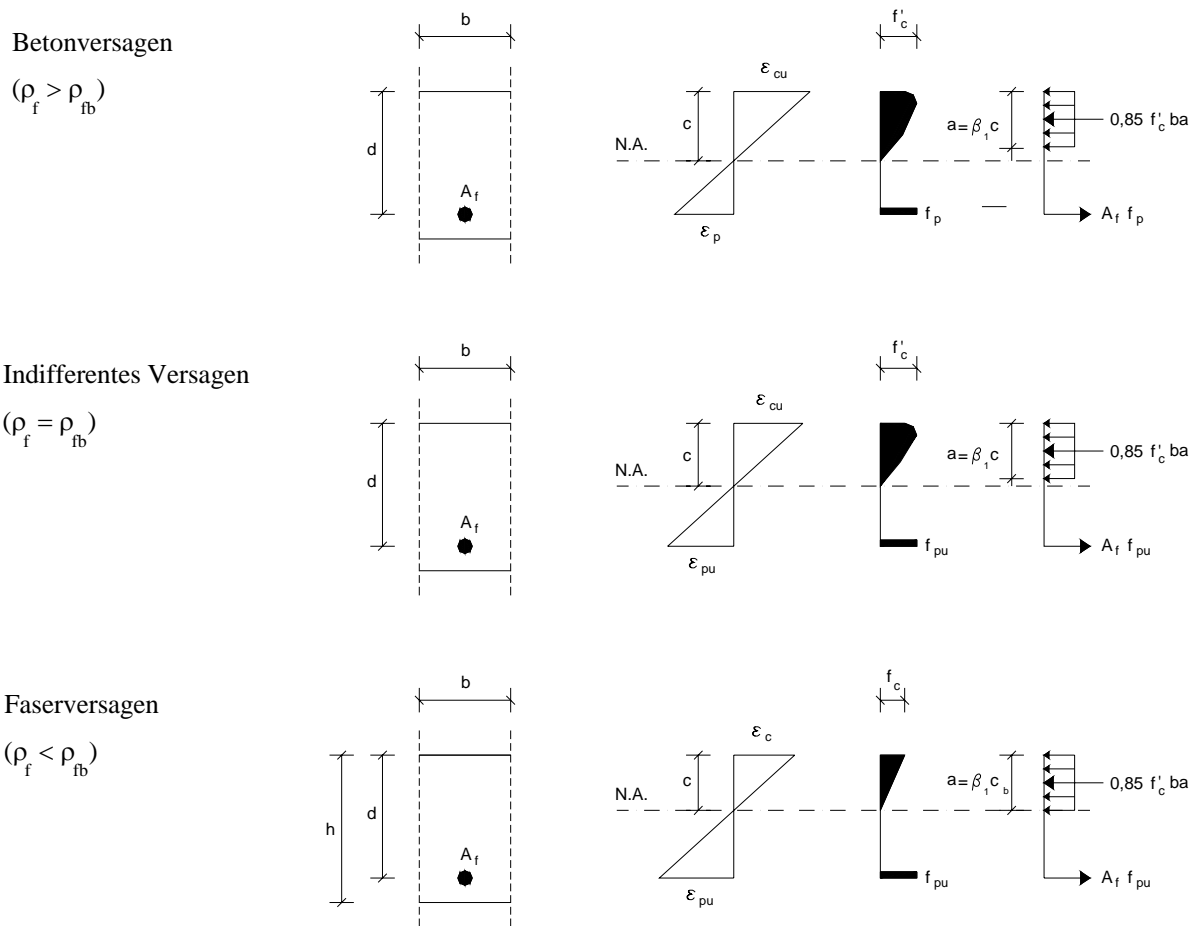 Betonversagen
(ρf > ρfb)
b
d
Af
N.A.
c
εcu
εp
f'c
fp
a = β1c
0,85 f'c ba
Af fp
Indifferentes Versagen
(ρf = ρfb)
b
d
Af
N.A.
c
εcu
εpu
f'c
fpu
a = β1c
0,85 f'c ba
Af fpu
Faserversagen
(ρf < ρfb)
b
h
d
Af
N.A.
c
εc
εpu
fc
fpu
a = β1cb
0,85 f'c ba
Af fpu